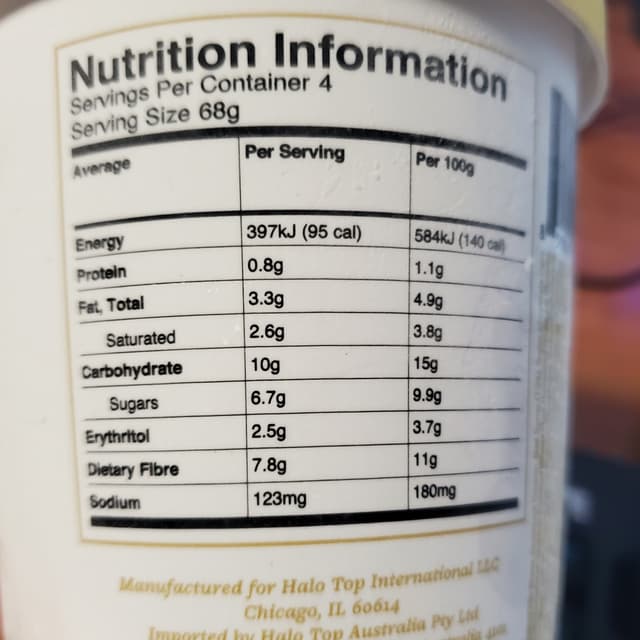 Nutrition Information
Servings Per Container 4
Serving Size 68g
Average Per Serving Per 100g
Energy 397kJ (95 cal) 584kJ (140 cal)
Protein 0.8g 1.1g
Fat, Total 3.3g 4.9g
Saturated 2.6g 3.8g
Carbohydrate 10g 15g
Sugars 6.7g 9.9g
Erythritol 2.5g 3.7g
Dietary Fibre 7.8g 11g
Sodium 123mg 180mg
Manufactured for Halo Top International LLC
Chicago, IL 60614
Imported by Halo Top Australia Pty Ltd